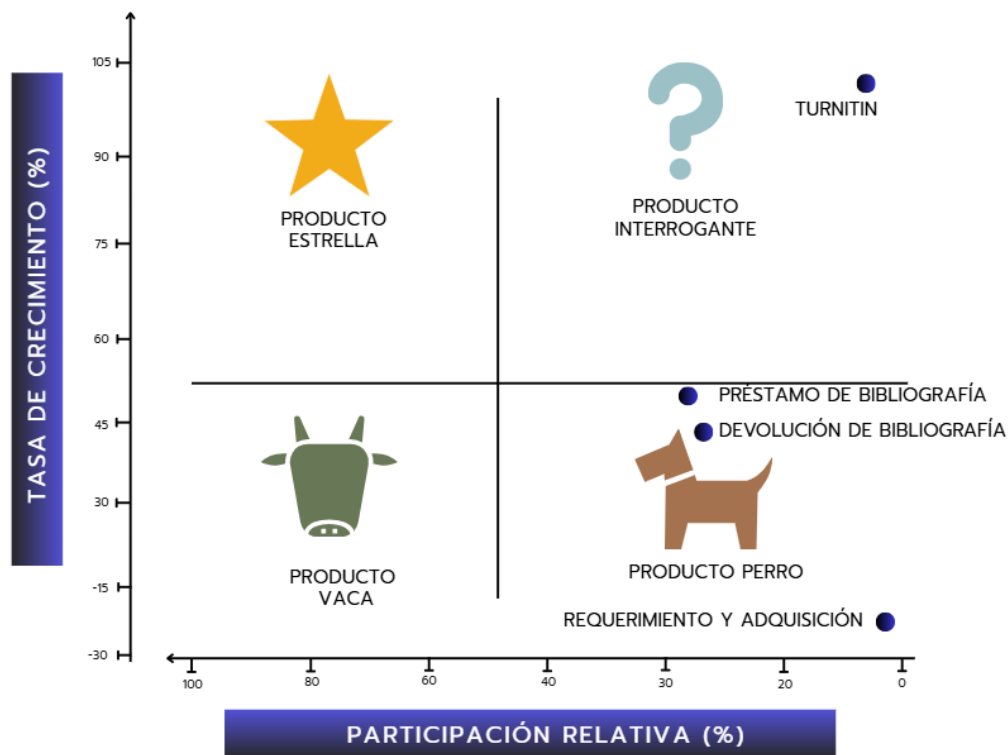 TASA DE CRECIMIENTO (%)
105
90
75
60
45
30
-15
-30
PRODUCTO
ESTRELLA
PRODUCTO
INTERROGANTE
TURNITIN
PRÉSTAMO DE BIBLIOGRAFÍA
DEVOLUCIÓN DE BIBLIOGRAFÍA
PRODUCTO
VACA
PRODUCTO PERRO
REQUERIMIENTO Y ADQUISICIÓN
100 80 60 40 30 20 0
PARTICIPACIÓN RELATIVA (%)